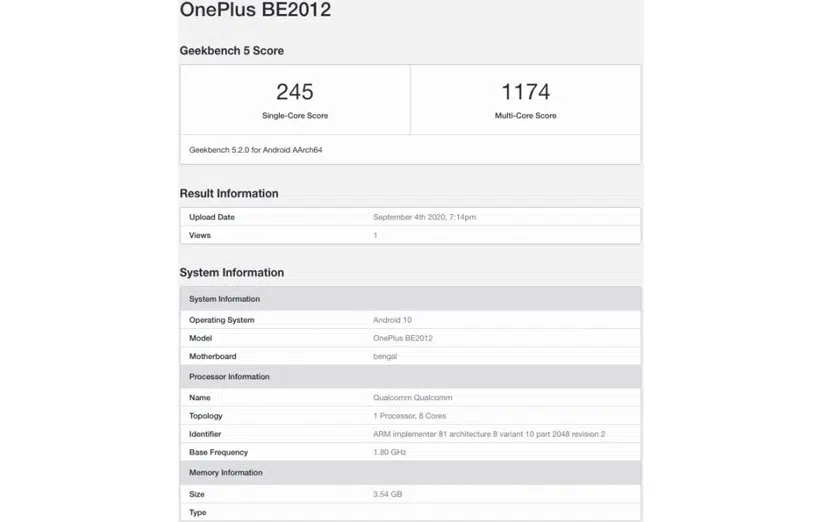 OnePlus BE2012
Geekbench 5 Score
245
Single-Core Score
1174
Multi-Core Score
Geekbench 5.2.0 for Android AArch64
Result Information
Upload Date September 4th 2020, 7:14pm
Views 1
System Information
System Information
Operating System Android 10
Model OnePlus BE2012
Motherboard bengal
Processor Information
Name Qualcomm Qualcomm
Topology 1 Processor, 8 Cores
Identifier ARM implementer 81 architecture 8 variant 10 part 2048 revision 2
Base Frequency 1.80 GHz
Memory Information
Size 3.54 GB
Type